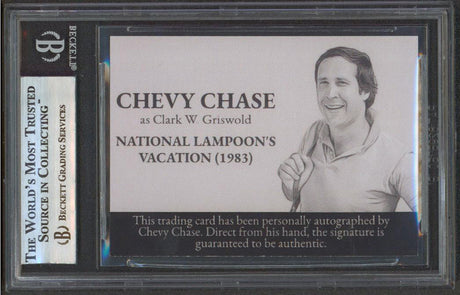 BECKETT®
THE WORLD'S MOST TRUSTED
SOURCE IN COLLECTING™
BECKETT GRADING SERVICES
CHEVY CHASE
as Clark W. Griswold
NATIONAL LAMPOON'S
VACATION (1983)
This trading card has been personally autographed by
Chevy Chase. Direct from his hand, the signature is
guaranteed to be authentic.